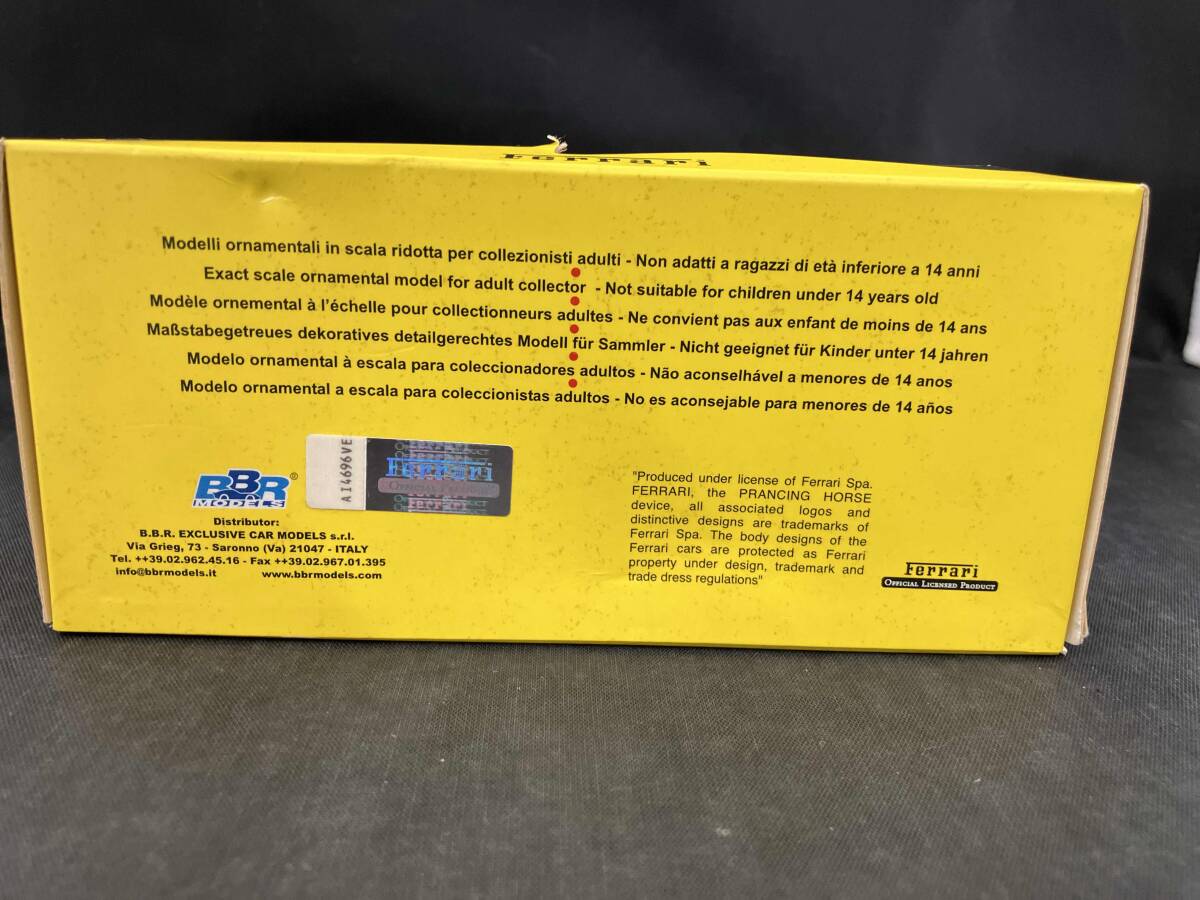 Ferrari
Modelli ornamentali in scala ridotta per collezionisti adulti - Non adatti a ragazzi di età inferiore a 14 anni
Exact scale ornamental model for adult collector - Not suitable for children under 14 years old
Modèle ornemental à l'échelle pour collectionneurs adultes - Ne convient pas aux enfant de moins de 14 ans
Maßstabegetreues dekoratives detailgerechtes Modell für Sammler - Nicht geeignet für Kinder unter 14 jahren
Modelo ornamental à escala para coleccionadores adultos - Não aconselhável a menores de 14 anos
Modelo ornamental a escala para coleccionistas adultos - No es aconsejable para menores de 14 años
AI4696VE
Ferrari
OFFICIAL
BBR®
MODELS
Distributor:
B.B.R. EXCLUSIVE CAR MODELS s.r.l.
Via Grieg, 73 - Saronno (Va) 21047 - ITALY
Tel. ++39.02.962.45.16 - Fax ++39.02.967.01.395
info@bbrmodels.it www.bbrmodels.com
"Produced under license of Ferrari Spa.
FERRARI, the PRANCING HORSE
device, all associated logos and
distinctive designs are trademarks of
Ferrari Spa. The body designs of the
Ferrari cars are protected as Ferrari
property under design, trademark and
trade dress regulations"
Ferrari
OFFICIAL LICENSED PRODUCT